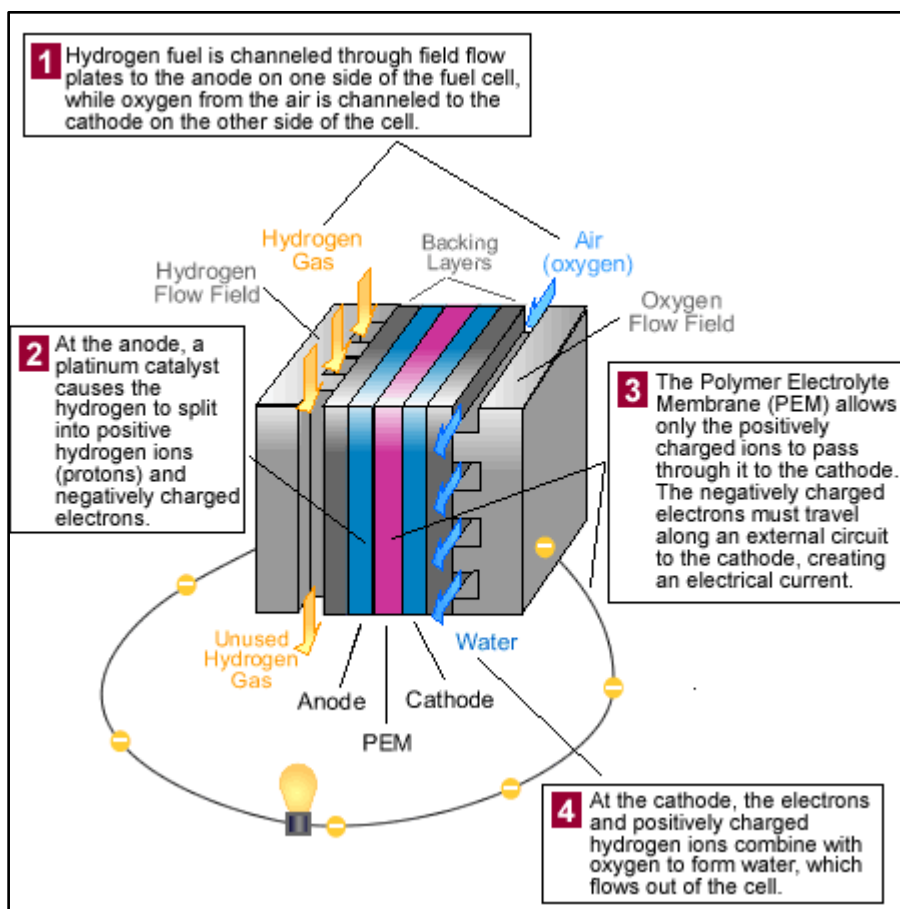 1 Hydrogen fuel is channeled through field flow
plates to the anode on one side of the fuel cell,
while oxygen from the air is channeled to the
cathode on the other side of the cell.
Hydrogen
Gas
Backing
Layers
Air
(oxygen)
Hydrogen
Flow Field
Oxygen
Flow Field
2 At the anode, a
platinum catalyst
causes the
hydrogen to split
into positive
hydrogen ions
(protons) and
negatively charged
electrons.
3 The Polymer Electrolyte
Membrane (PEM) allows
only the positively
charged ions to pass
through it to the cathode.
The negatively charged
electrons must travel
along an external circuit
to the cathode, creating
an electrical current.
Unused
Hydrogen
Gas
Water
Anode
Cathode
PEM
4 At the cathode, the electrons
and positively charged
hydrogen ions combine with
oxygen to form water, which
flows out of the cell.